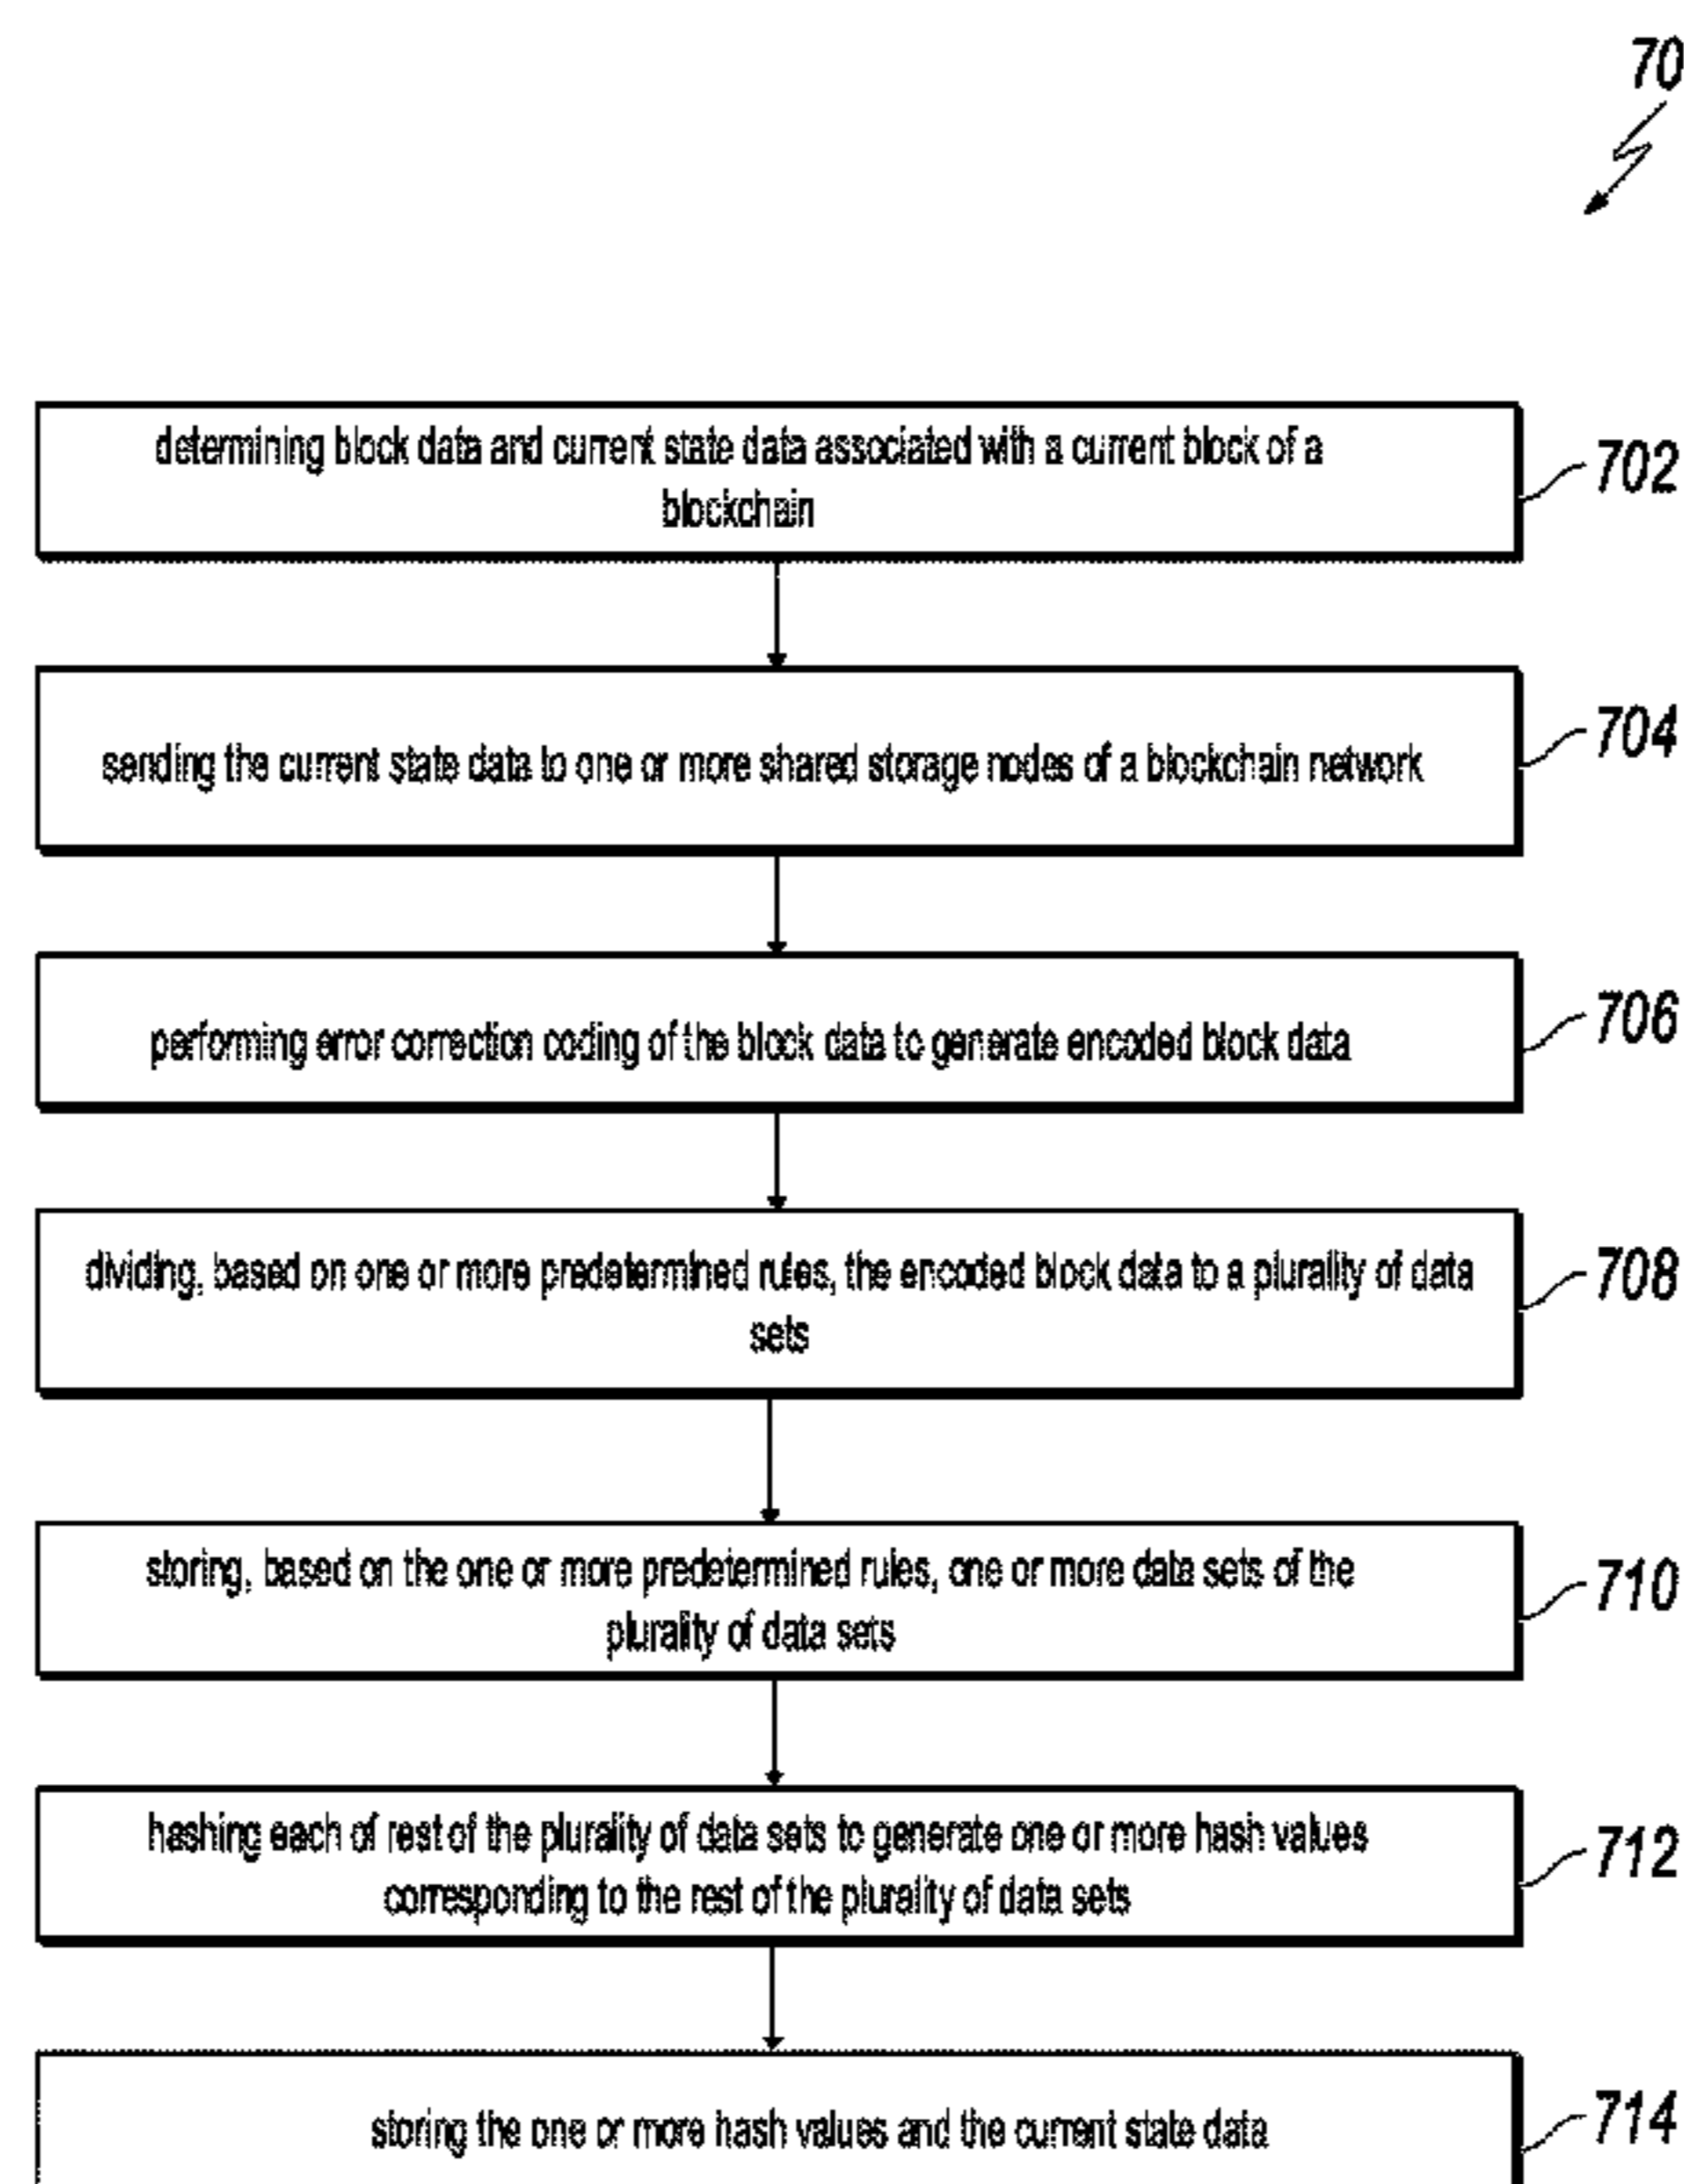 70
determining block data and current state data associated with a current block of a
blockchain
702
sending the current state data to one or more shared storage nodes of a blockchain network
704
performing error correction coding of the block data to generate encoded block data
706
dividing, based on one or more predetermined rules, the encoded block data to a plurality of data
sets
708
storing, based on the one or more predetermined rules, one or more data sets of the
plurality of data sets
710
hashing each of rest of the plurality of data sets to generate one or more hash values
corresponding to the rest of the plurality of data sets
712
storing the one or more hash values and the current state data
714